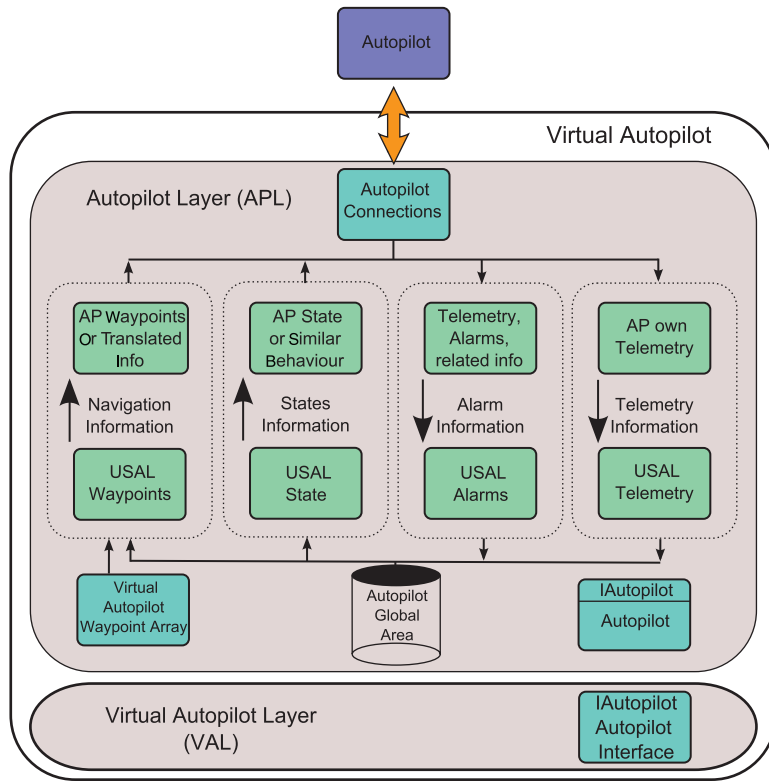 Autopilot
Virtual Autopilot
Autopilot Layer (APL)
Autopilot
Connections
AP Waypoints
Or Translated
Info
AP State
or Similar
Behaviour
Telemetry,
Alarms,
related info
AP own
Telemetry
Navigation
Information
States
Information
Alarm
Information
Telemetry
Information
USAL
Waypoints
USAL
State
USAL
Alarms
USAL
Telemetry
Virtual
Autopilot
Waypoint Array
Autopilot
Global
Area
IAutopilot
Autopilot
Virtual Autopilot Layer
(VAL)
IAutopilot
Autopilot
Interface